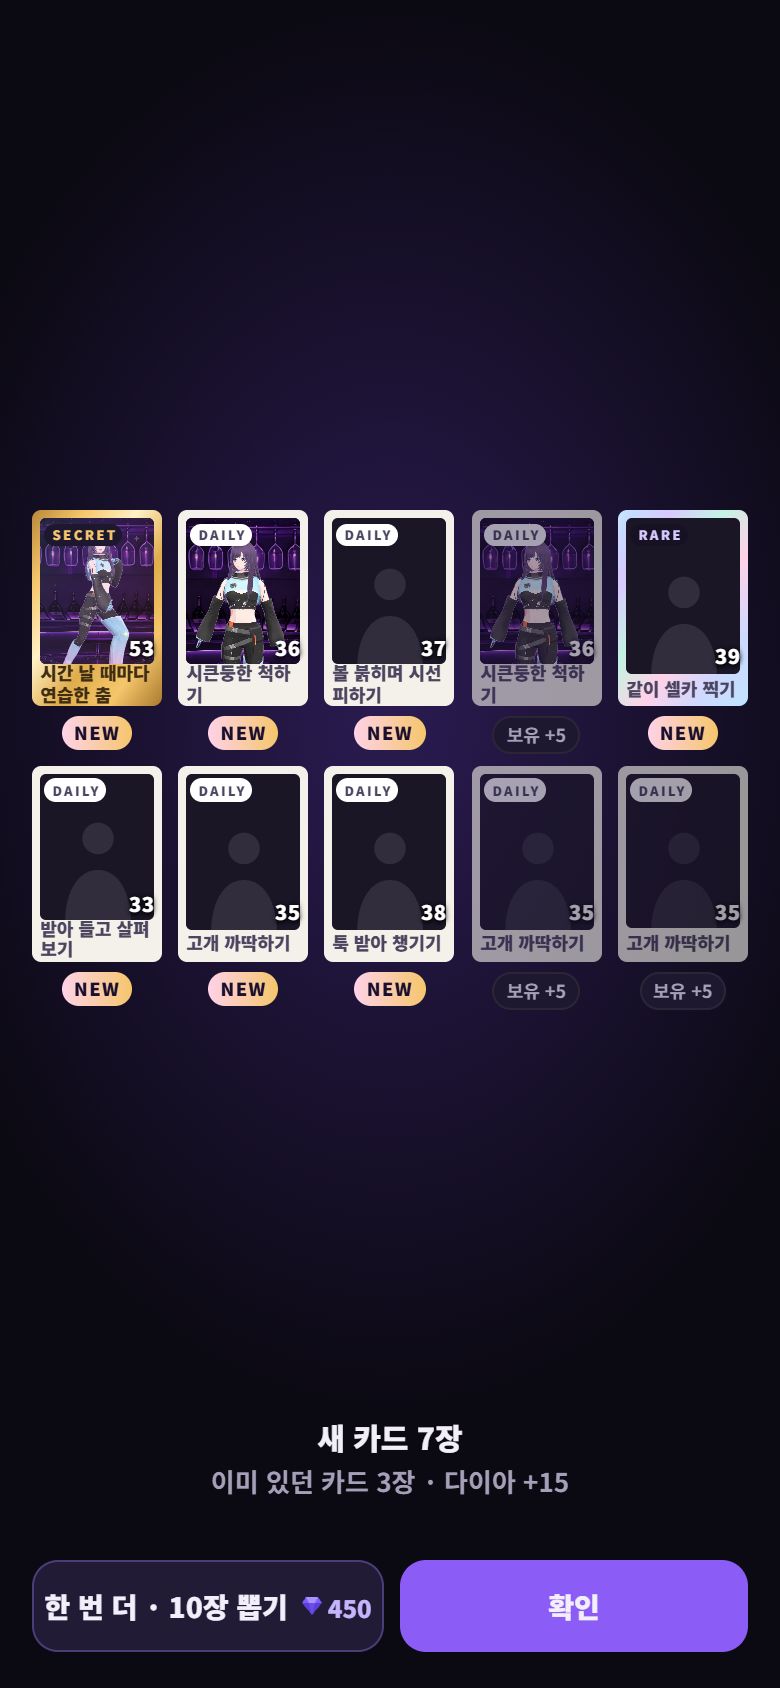 SECRET
53
시간 날 때마다
연습한 춤
NEW
DAILY
36
시큰둥한 척하
기
NEW
DAILY
37
볼 붉히며 시선
피하기
NEW
DAILY
36
시큰둥한 척하
기
보유 +5
RARE
39
같이 셀카 찍기
NEW
DAILY
33
받아 들고 살펴
보기
NEW
DAILY
35
고개 까딱하기
NEW
DAILY
38
툭 받아 챙기기
NEW
DAILY
35
고개 까딱하기
보유 +5
DAILY
35
고개 까딱하기
보유 +5
새 카드 7장
이미 있던 카드 3장 · 다이아 +15
한 번 더 · 10장 뽑기 450
확인